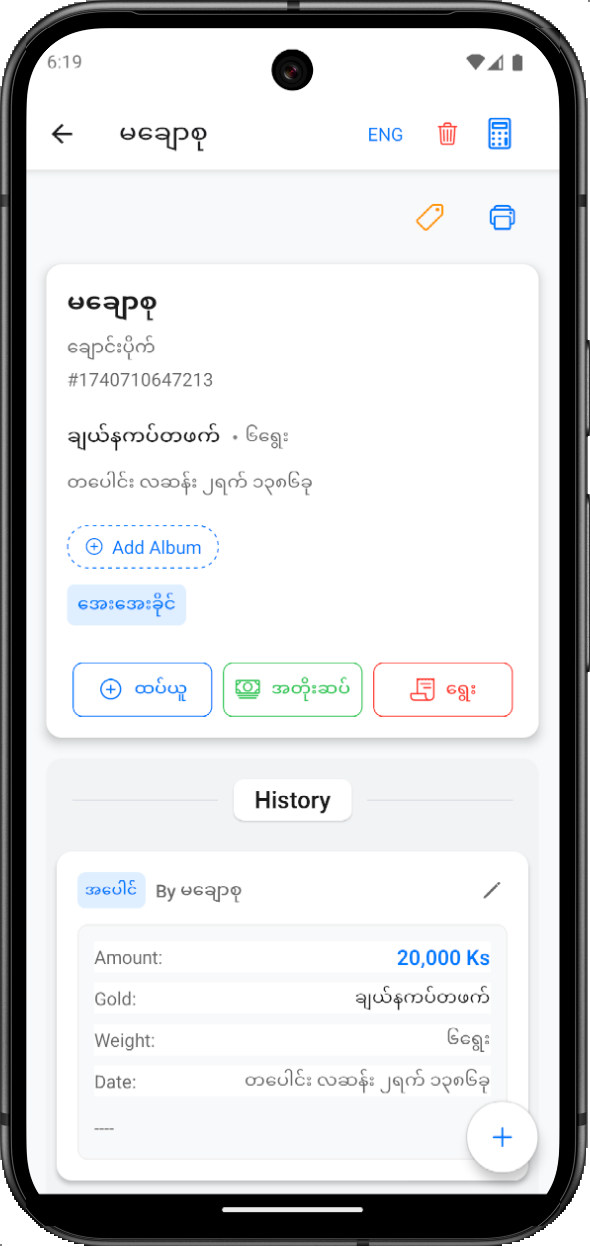 6:19
မချောစု
ENG
မချောစု
ချောင်းပိုက်
#1740710647213
ချယ်နကပ်တဖက် • ၆ရွေး
တပေါင်း လဆန်း ၂ရက် ၁၃၈၆ခု
Add Album
အေးအေးခိုင်
ထပ်ယူ
အတိုးဆပ်
ရွေး
History
အပေါင် By မချောစု
Amount: 20,000 Ks
Gold: ချယ်နကပ်တဖက်
Weight: ၆ရွေး
Date: တပေါင်း လဆန်း ၂ရက် ၁၃၈၆ခု
----